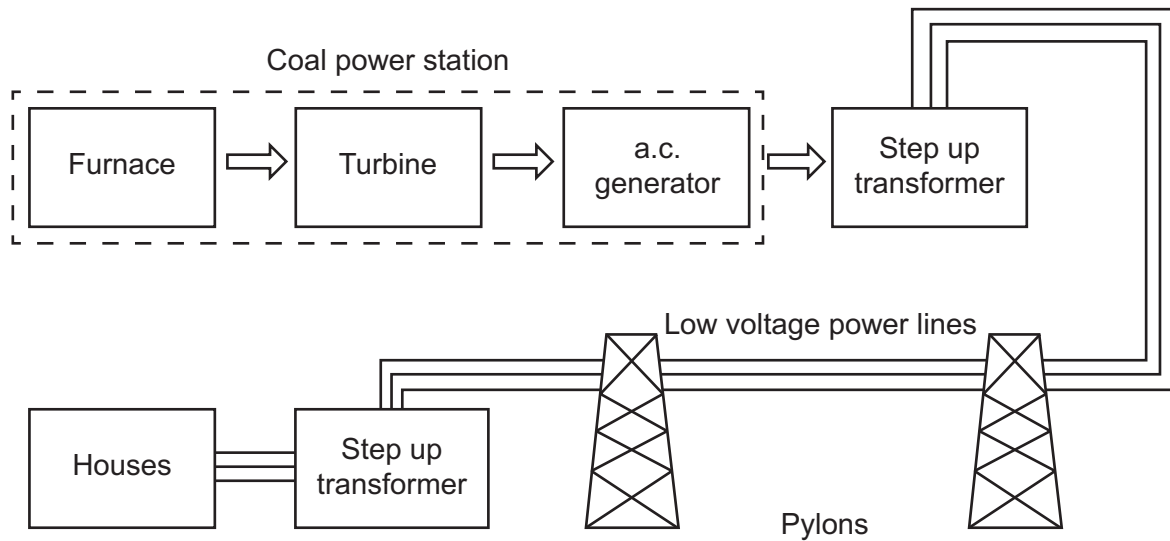 Coal power station
Furnace
Turbine
a.c.
generator
Step up
transformer
Low voltage power lines
Houses
Step up
transformer
Pylons